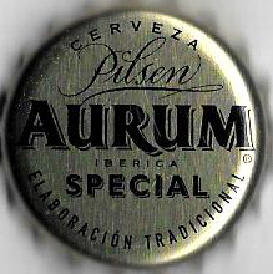 CERVEZA
Pilsen
AURUM
IBERICA
SPECIAL
ELABORACIÓN TRADICIONAL